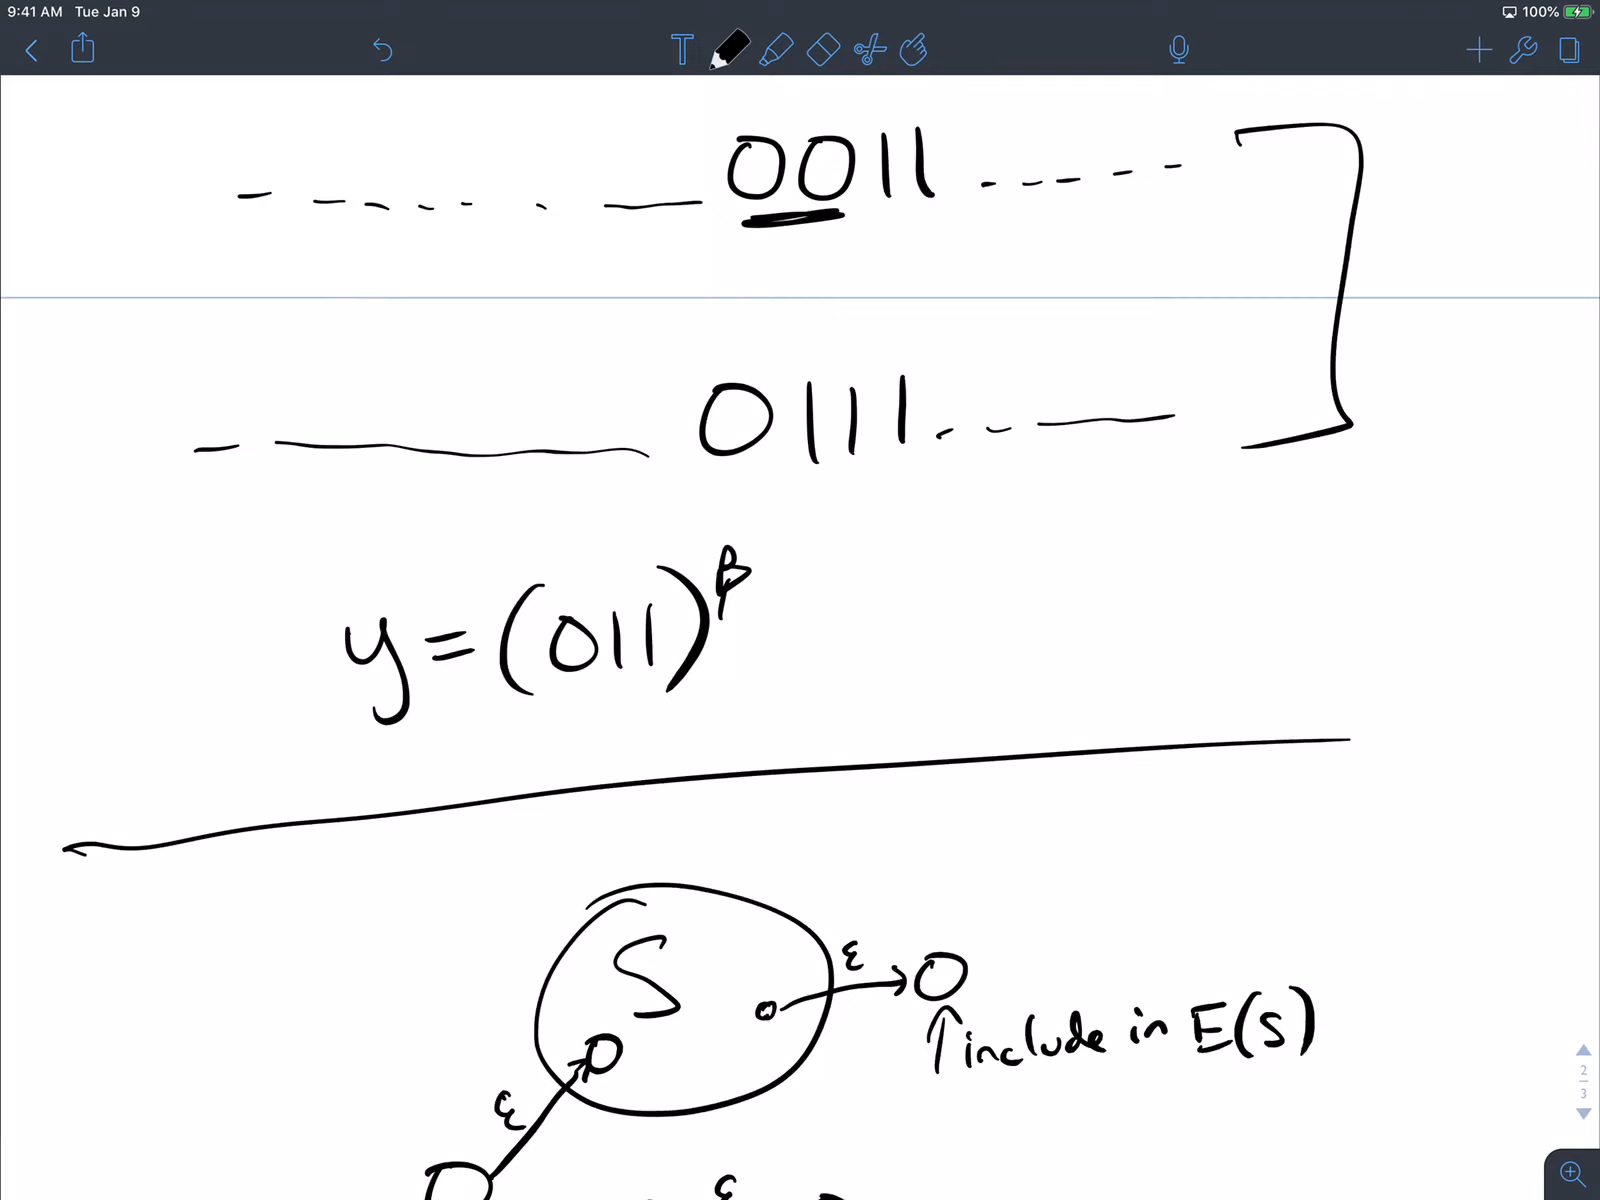 9:41 AM Tue Jan 9
100%
T
0011
0111
y=(011)^β
S
ε
include in E(S)
ε
ε
2
3